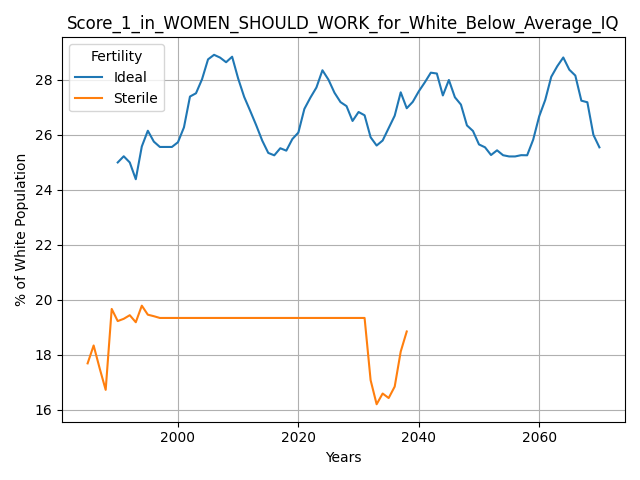 Score_1_in_WOMEN_SHOULD_WORK_for_White_Below_Average_IQ
Fertility
Ideal
Sterile
% of White Population
28
26
24
22
20
18
16
2000
2020
2040
2060
Years